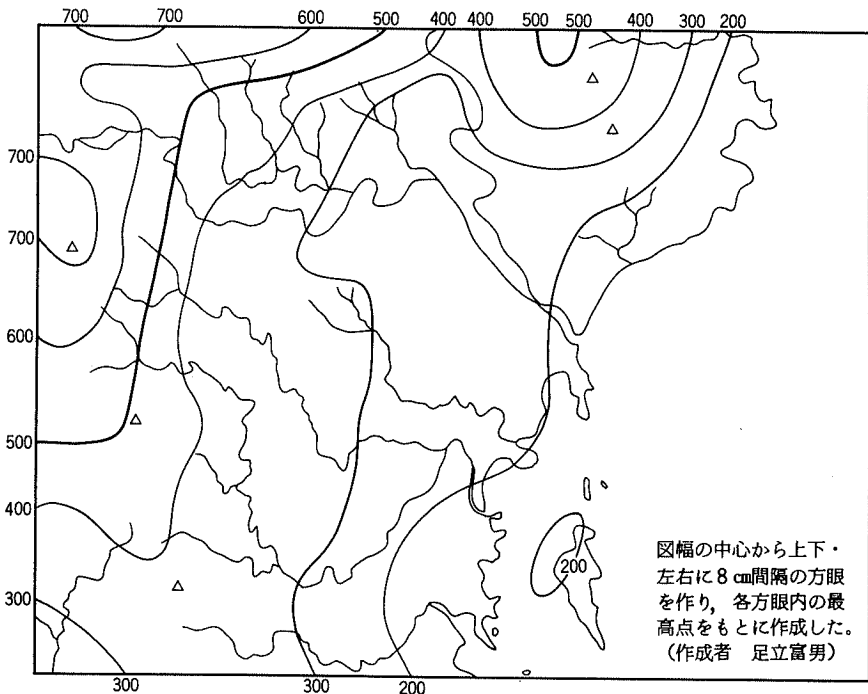 700 700 600 500 400 400 500 500 400 300 200
700
700
600
500
400
300
200
300 300 200
図幅の中心から上下・
左右に8㎝間隔の方眼
を作り，各方眼内の最
高点をもとに作成した。
（作成者　足立富男）